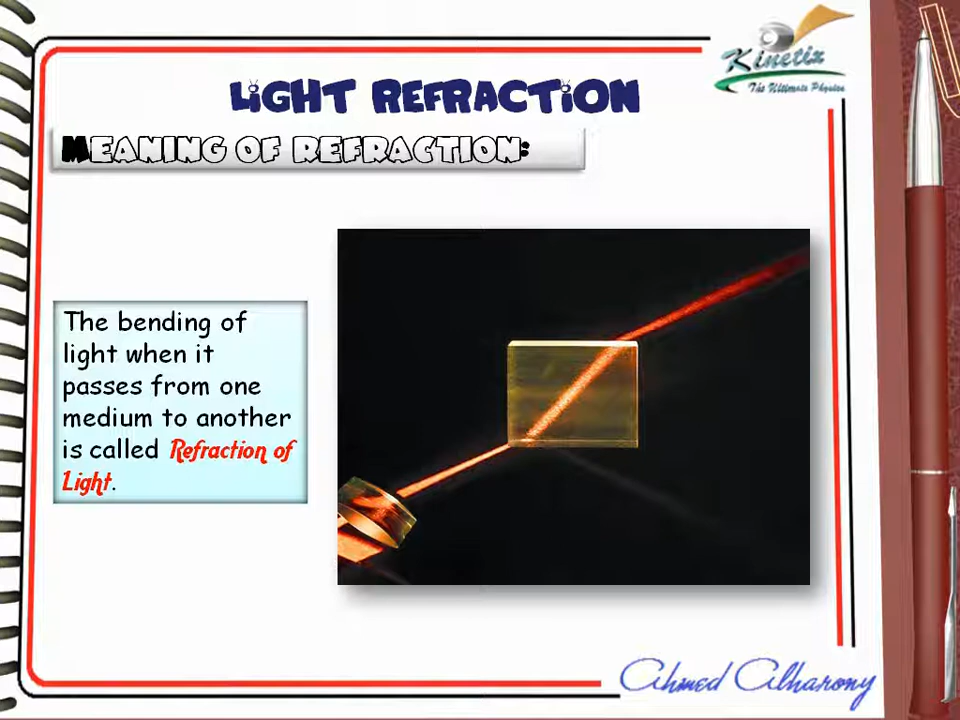 Kinetix
The Ultimate Physics
LiGHT REFRACTiON
MEANING OF REFRACTION:
The bending of
light when it
passes from one
medium to another
is called Refraction of
Light.
Ahmed Alharony